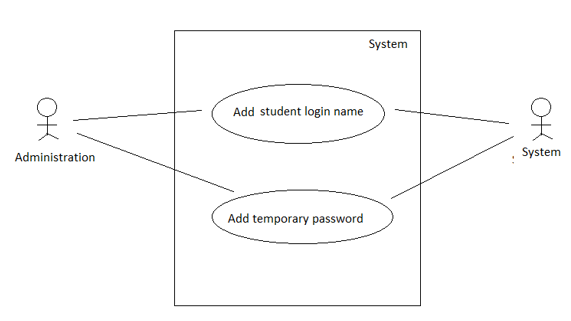 System
Add student login name
Administration
System
Add temporary password